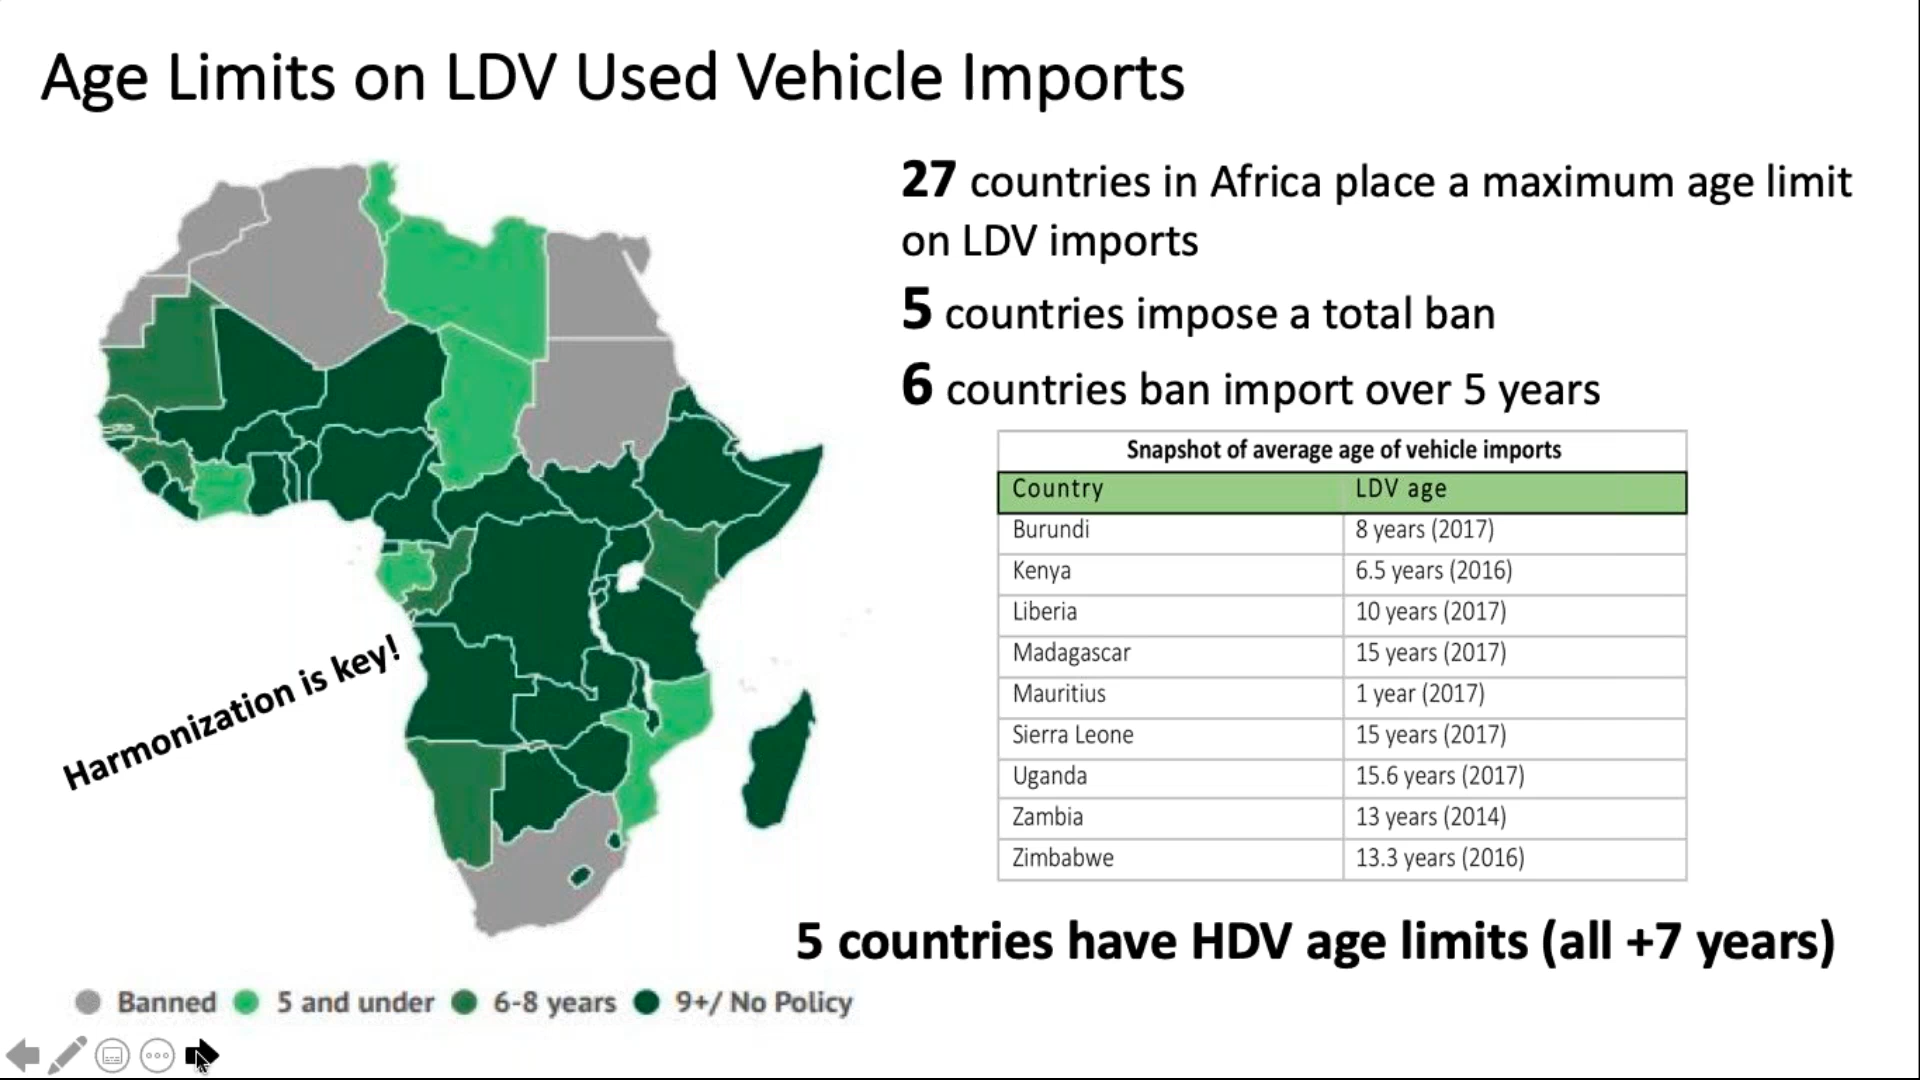 Age Limits on LDV Used Vehicle Imports
27 countries in Africa place a maximum age limit
on LDV imports
5 countries impose a total ban
6 countries ban import over 5 years
Snapshot of average age of vehicle imports
Country LDV age
Burundi 8 years (2017)
Kenya 6.5 years (2016)
Liberia 10 years (2017)
Madagascar 15 years (2017)
Mauritius 1 year (2017)
Sierra Leone 15 years (2017)
Uganda 15.6 years (2017)
Zambia 13 years (2014)
Zimbabwe 13.3 years (2016)
Harmonization is key!
5 countries have HDV age limits (all +7 years)
Banned 5 and under 6-8 years 9+/ No Policy